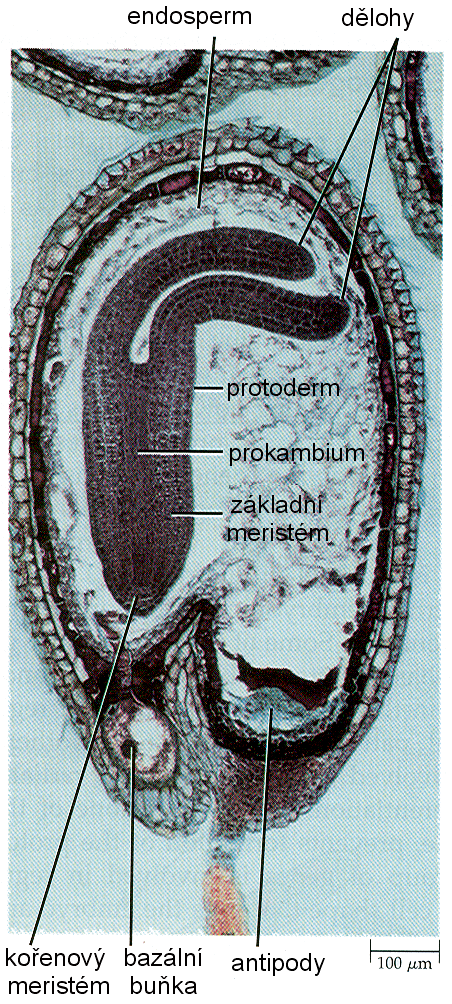 endosperm
dělohy
protoderm
prokambium
základní
meristém
kořenový
meristém
bazální
buňka
antipody
100 µm